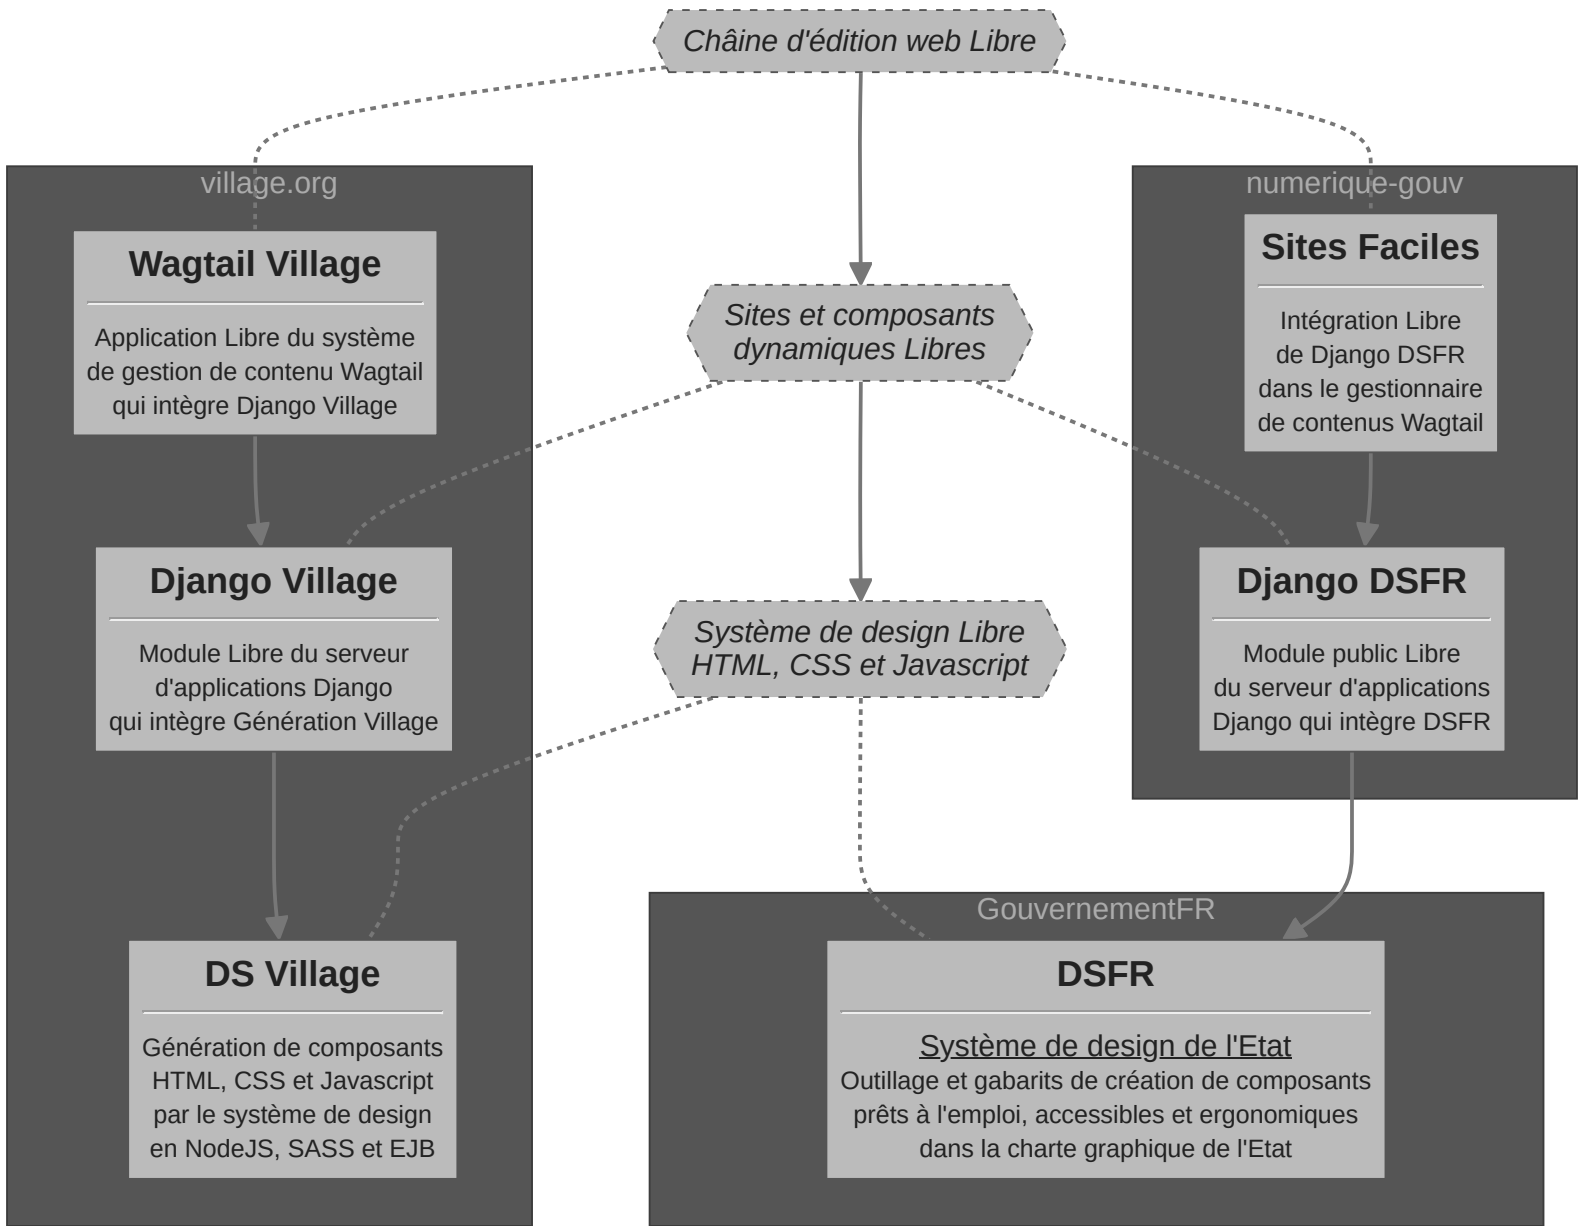 Châine d'édition web Libre
village.org
numerique-gouv
Wagtail Village
Application Libre du système
de gestion de contenu Wagtail
qui intègre Django Village
Sites Faciles
Intégration Libre
de Django DSFR
dans le gestionnaire
de contenus Wagtail
Sites et composants
dynamiques Libres
Django Village
Module Libre du serveur
d'applications Django
qui intègre Génération Village
Système de design Libre
HTML, CSS et Javascript
Django DSFR
Module public Libre
du serveur d'applications
Django qui intègre DSFR
DS Village
Génération de composants
HTML, CSS et Javascript
par le système de design
en NodeJS, SASS et EJB
GouvernementFR
DSFR
Système de design de l'Etat
Outillage et gabarits de création de composants
prêts à l'emploi, accessibles et ergonomiques
dans la charte graphique de l'Etat